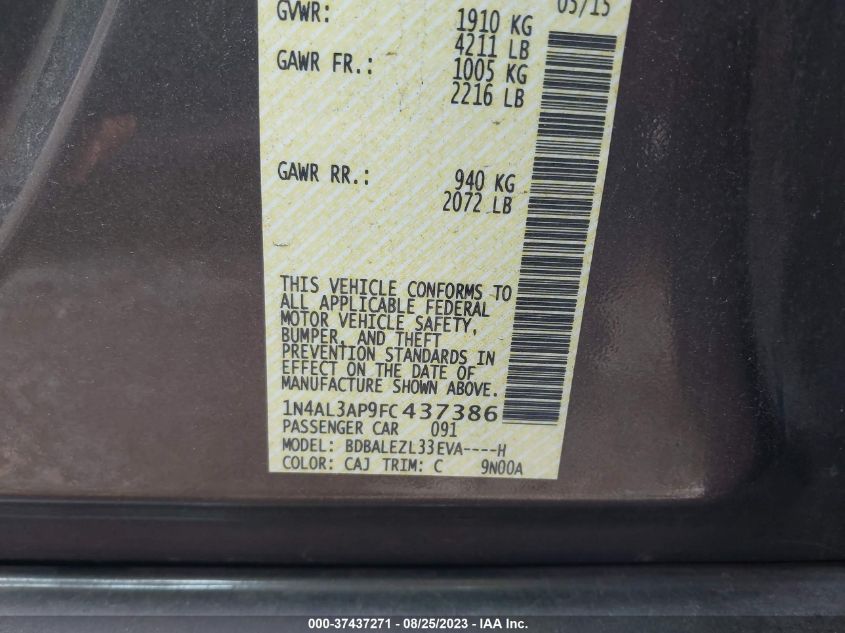 05/15
GVWR: 1910 KG
4211 LB
GAWR FR.: 1005 KG
2216 LB
GAWR RR.: 940 KG
2072 LB
THIS VEHICLE CONFORMS TO
ALL APPLICABLE FEDERAL
MOTOR VEHICLE SAFETY,
BUMPER, AND THEFT
PREVENTION STANDARDS IN
EFFECT ON THE DATE OF
MANUFACTURE SHOWN ABOVE.
1N4AL3AP9FC437386
PASSENGER CAR 091
MODEL: BDBALEZL33EVA----H
COLOR: CAJ TRIM: C 9N00A
000-37437271 - 08/25/2023 - IAA Inc.